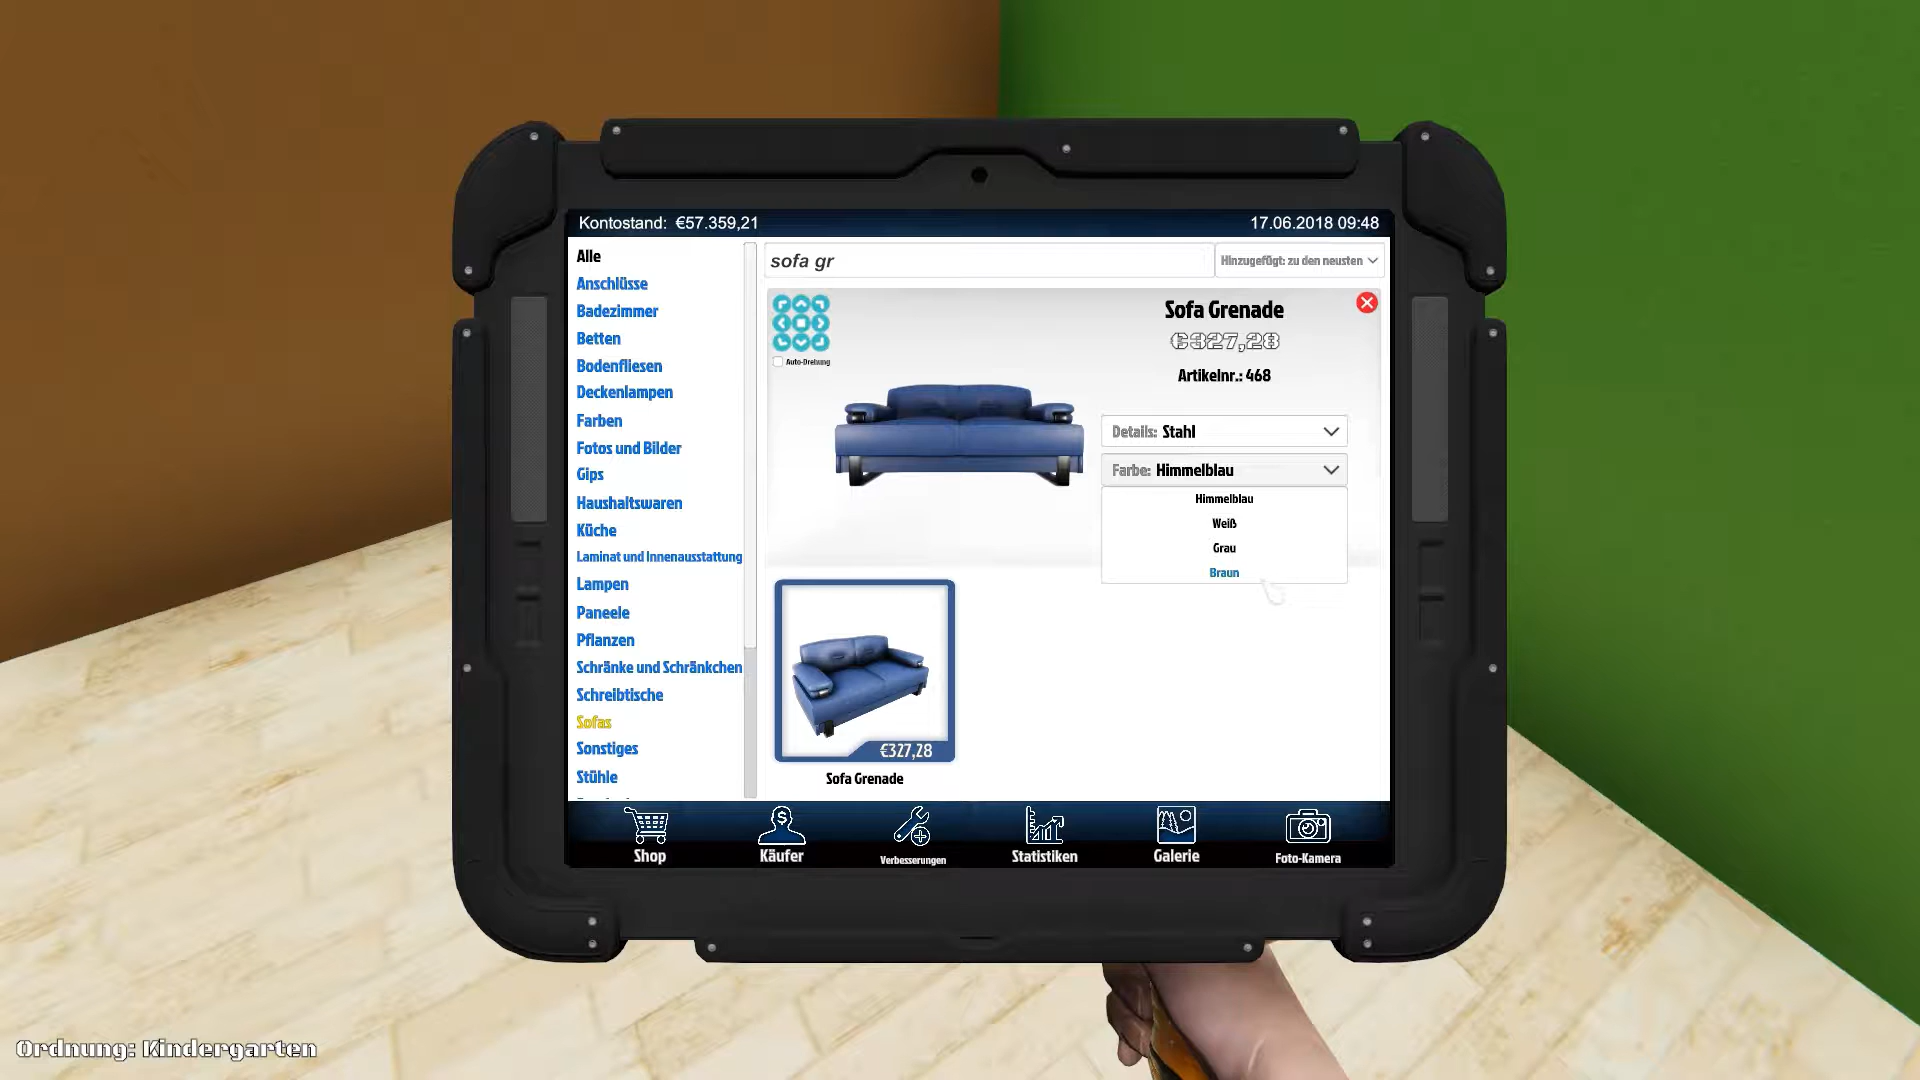 Kontostand: €57.359,21
17.06.2018 09:48
Alle
Anschlüsse
Badezimmer
Betten
Bodenfliesen
Deckenlampen
Farben
Fotos und Bilder
Gips
Haushaltswaren
Küche
Laminat und Innenausstattung
Lampen
Paneele
Pflanzen
Schränke und Schränkchen
Schreibtische
Sofas
Sonstiges
Stühle
sofa gr
Hinzugefügt: zu den neusten
Auto-Drehung
Sofa Grenade
€327,28
Artikelnr.: 468
Details: Stahl
Farbe: Himmelblau
Himmelblau
Weiß
Grau
Braun
€327,28
Sofa Grenade
Shop
Käufer
Verbesserungen
Statistiken
Galerie
Foto-Kamera
Ordnung: Kindergarten